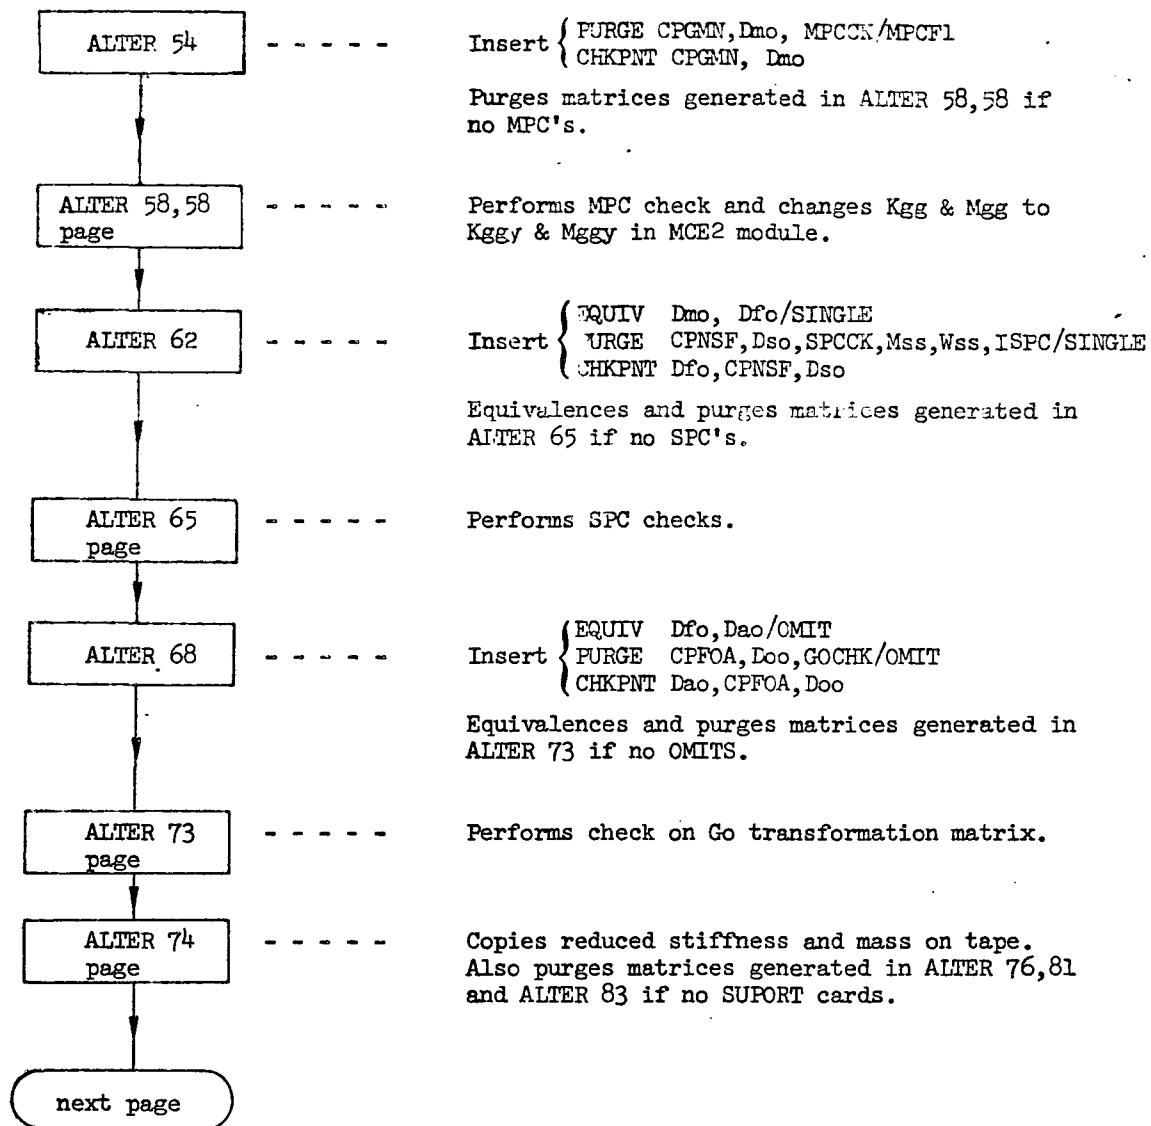 ALTER 54
Insert { PURGE CPGMN,Dmo, MPCCK/MPCF1
CHKPNT CPGMN, Dmo
Purges matrices generated in ALTER 58,58 if
no MPC's.
ALTER 58,58
page
Performs MPC check and changes Kgg & Mgg to
Kggy & Mggy in MCE2 module.
ALTER 62
Insert { EQUIV Dmo, Dfo/SINGLE
PURGE CPNSF,Dso,SPCCK,Mss,Wss,ISPC/SINGLE
CHKPNT Dfo,CPNSF,Dso
Equivalences and purges matrices generated in
ALTER 65 if no SPC's.
ALTER 65
page
Performs SPC checks.
ALTER 68
Insert { EQUIV Dfo,Dao/OMIT
PURGE CPFOA,Doo,GOCHK/OMIT
CHKPNT Dao,CPFOA,Doo
Equivalences and purges matrices generated in
ALTER 73 if no OMITS.
ALTER 73
page
Performs check on Go transformation matrix.
ALTER 74
page
Copies reduced stiffness and mass on tape.
Also purges matrices generated in ALTER 76,81
and ALTER 83 if no SUPORT cards.
next page